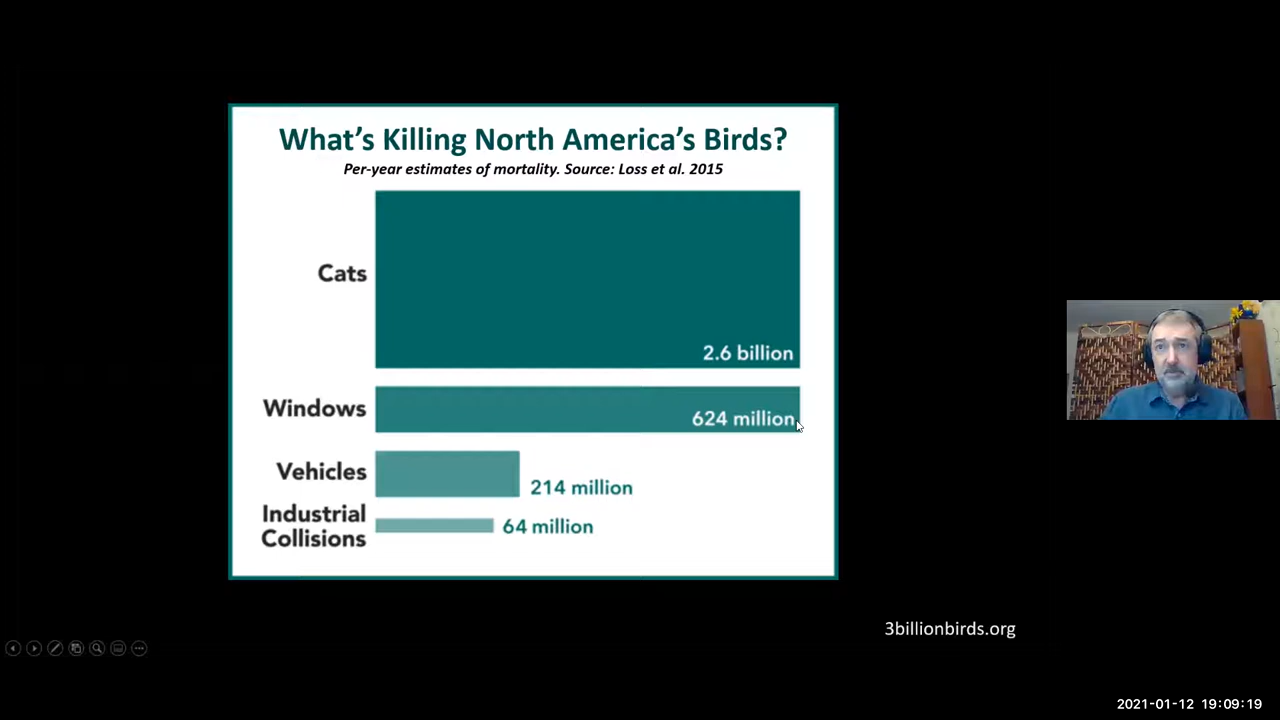 What's Killing North America's Birds?
Per-year estimates of mortality. Source: Loss et al. 2015
Cats
2.6 billion
Windows
624 million
Vehicles
214 million
Industrial
Collisions
64 million
3billionbirds.org
2021-01-12 19:09:19